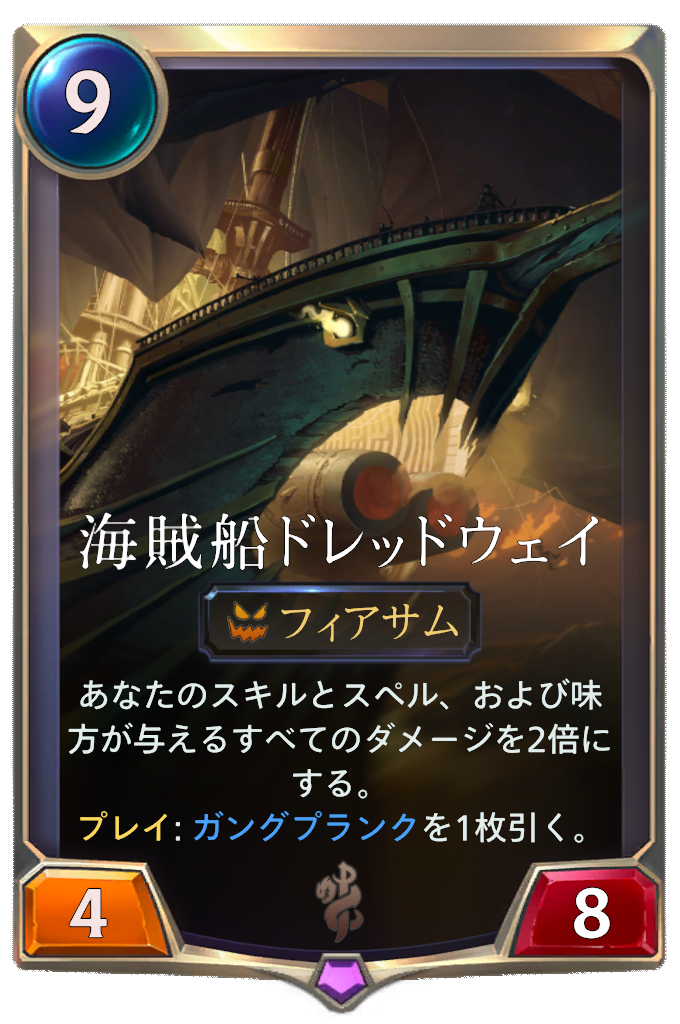 9
海賊船ドレッドウェイ
フィアサム
あなたのスキルとスペル、および味
方が与えるすべてのダメージを2倍に
する。
プレイ: ガングプランクを1枚引く。
4
8